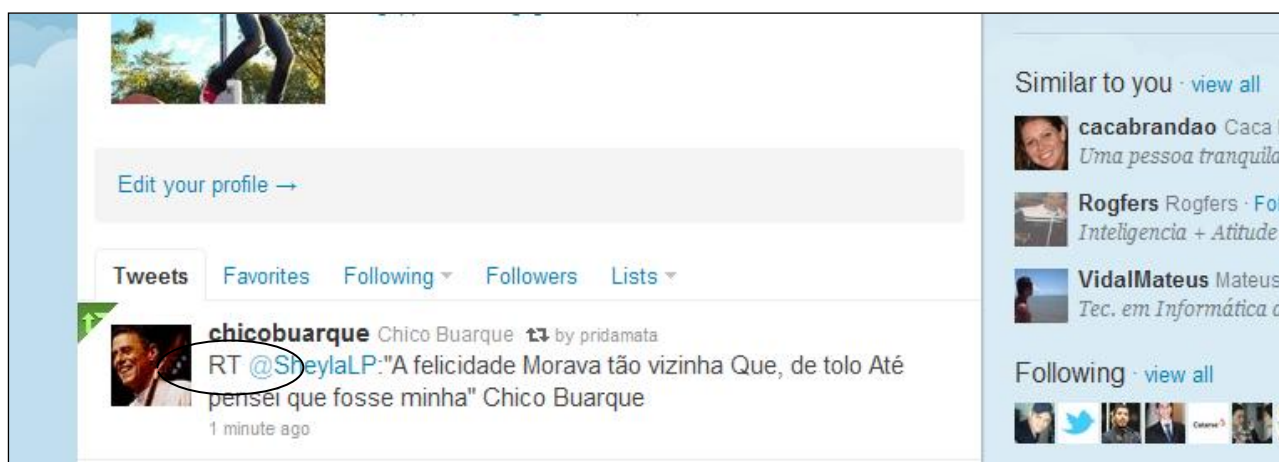 Edit your profile →
Tweets Favorites Following Followers Lists
chicobuarque Chico Buarque by pridamata
RT @SheylaLP:"A felicidade Morava tão vizinha Que, de tolo Até
pensei que fosse minha" Chico Buarque
1 minute ago
Similar to you · view all
cacabrandao Caca
Uma pessoa tranquila
Rogfers Rogfers ·
Inteligencia + Atitude
VidalMateus Mateus
Tec. em Informática
Following · view all